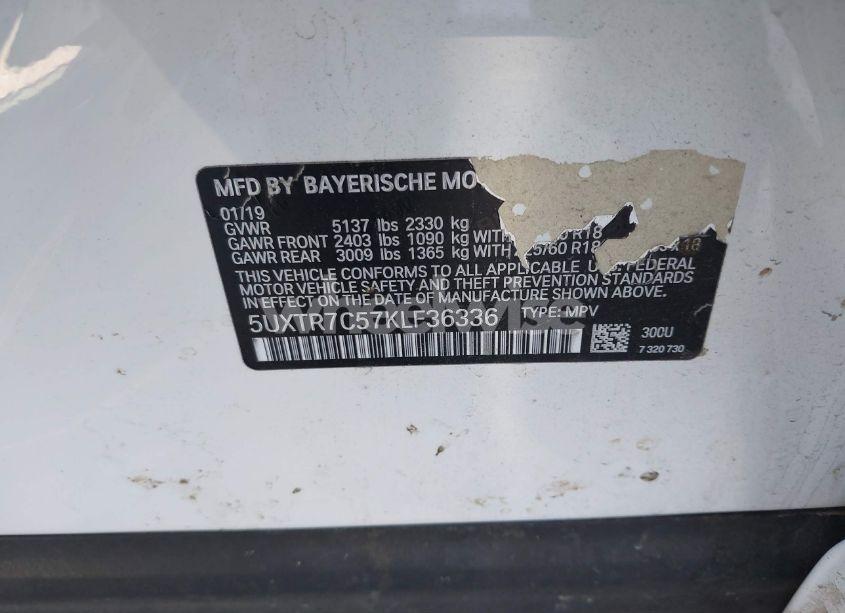 MFD BY BAYERISCHE MO
01/19
GVWR 5137 lbs 2330 kg
GAWR FRONT 2403 lbs 1090 kg WITH R18
GAWR REAR 3009 lbs 1365 kg WITH 5/60 R18 R18
THIS VEHICLE CONFORMS TO ALL APPLICABLE U FEDERAL
MOTOR VEHICLE SAFETY AND THEFT PREVENTION STANDARDS
IN EFFECT ON THE DATE OF MANUFACTURE SHOWN ABOVE.
5UXTR7C57KLF36336 TYPE: MPV
300U
7 320 730